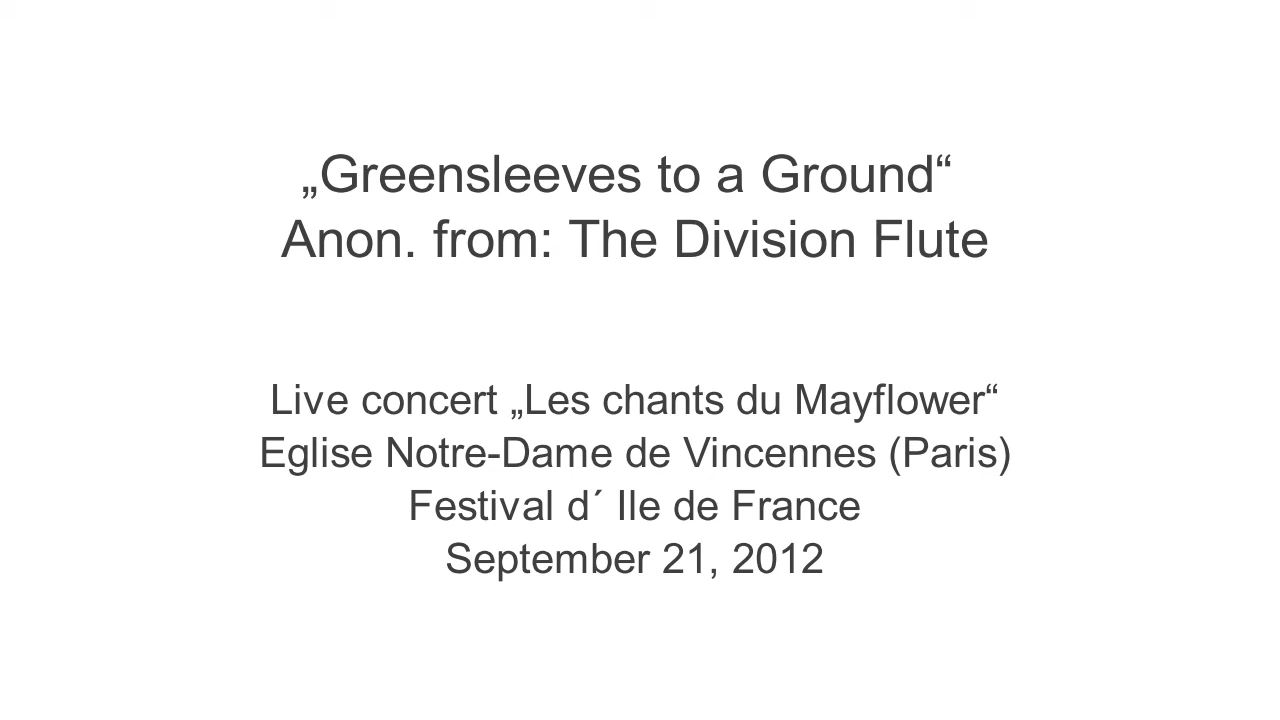 „Greensleeves to a Ground“
Anon. from: The Division Flute
Live concert „Les chants du Mayflower“
Eglise Notre-Dame de Vincennes (Paris)
Festival d´ Ile de France
September 21, 2012